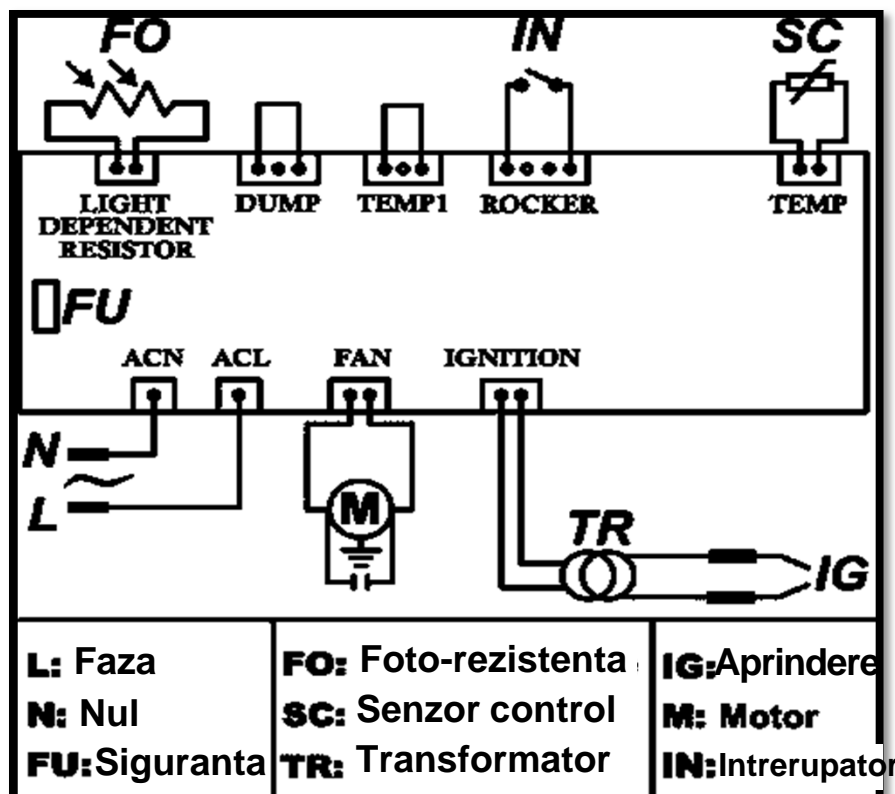 FO IN SC
LIGHT DEPENDENT RESISTOR
DUMP
TEMP1
ROCKER
TEMP
FU
ACN ACL FAN IGNITION
N
L
M
TR
IG
L: Faza
N: Nul
FU:Siguranta
FO: Foto-rezistenta
SC: Senzor control
TR: Transformator
IG:Aprindere
M: Motor
IN:Intrerupator